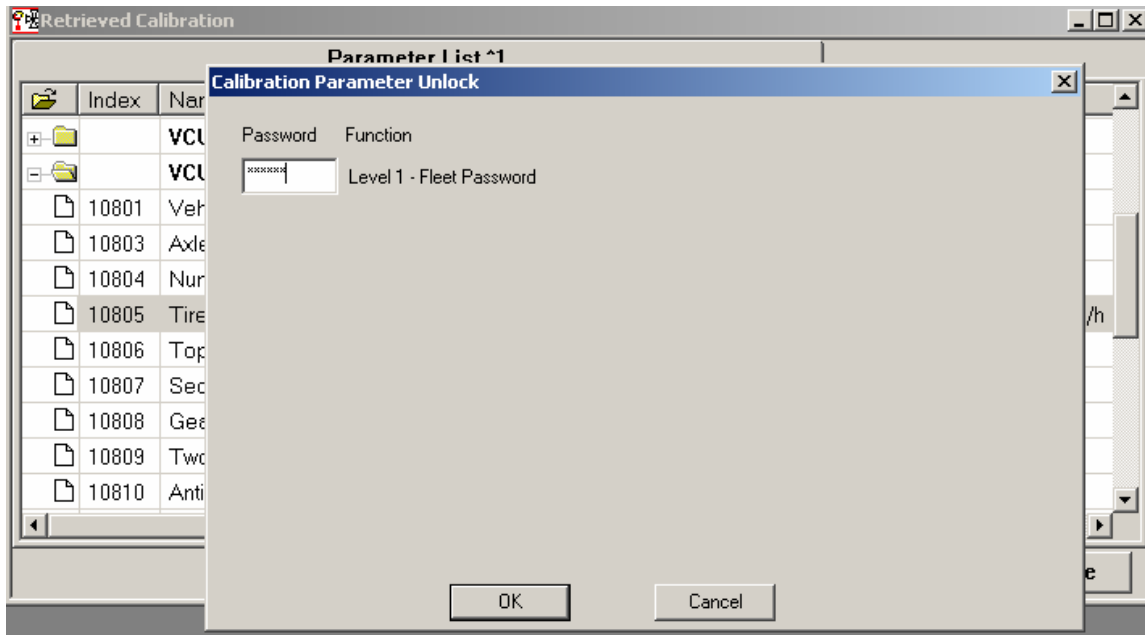 Retrieved Calibration
Parameter List ^1
Calibration Parameter Unlock
Index Nar
Password Function
VCU
VCU
xxxxxx Level 1 - Fleet Password
10801 Veh
10803 Axle
10804 Nur
10805 Tire /h
10806 Top
10807 Sec
10808 Gea
10809 Two
10810 Anti
e
OK Cancel